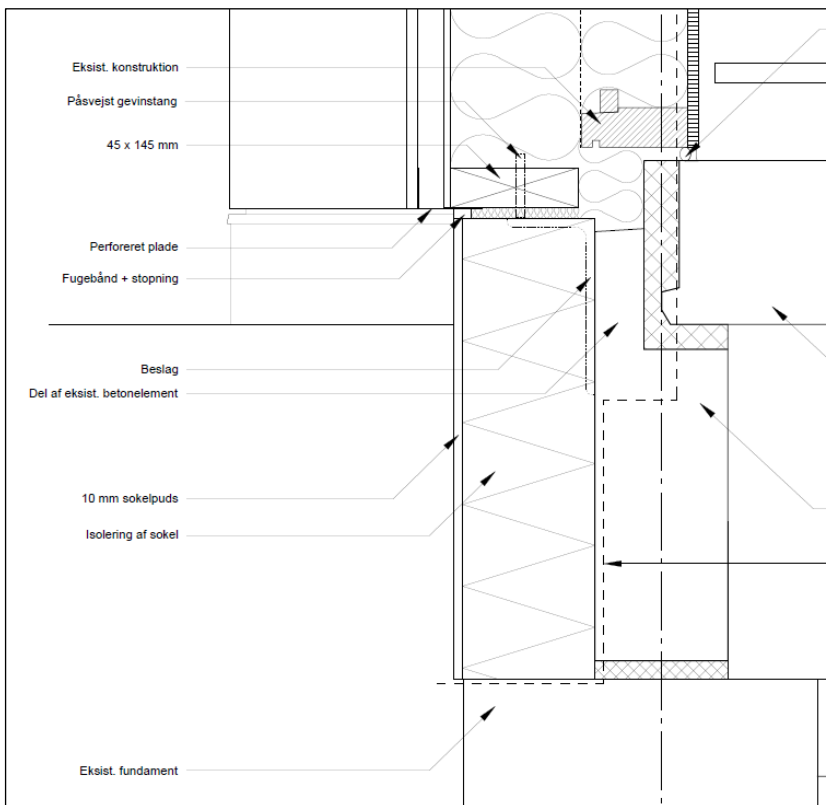 Eksist. konstruktion
Påsvejst gevinstang
45 x 145 mm
Perforeret plade
Fugebånd + stopning
Beslag
Del af eksist. betonelement
10 mm sokelpuds
Isolering af sokel
Eksist. fundament